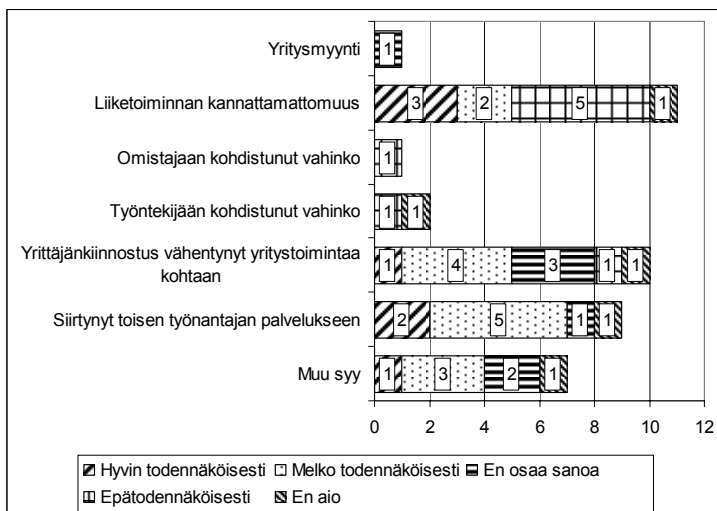 Yritysmyynti
1
Liiketoiminnan kannattamattomuus
3 2 5 1
Omistajaan kohdistunut vahinko
1
Työntekijään kohdistunut vahinko
1 1
Yrittäjänkiinnostus vähentynyt yritystoimintaa
kohtaan
1 4 3 1 1
Siirtynyt toisen työnantajan palvelukseen
2 5 1 1
Muu syy
1 3 2 1
0 2 4 6 8 10 12
Hyvin todennäköisesti Melko todennäköisesti En osaa sanoa
Epätodennäköisesti En aio